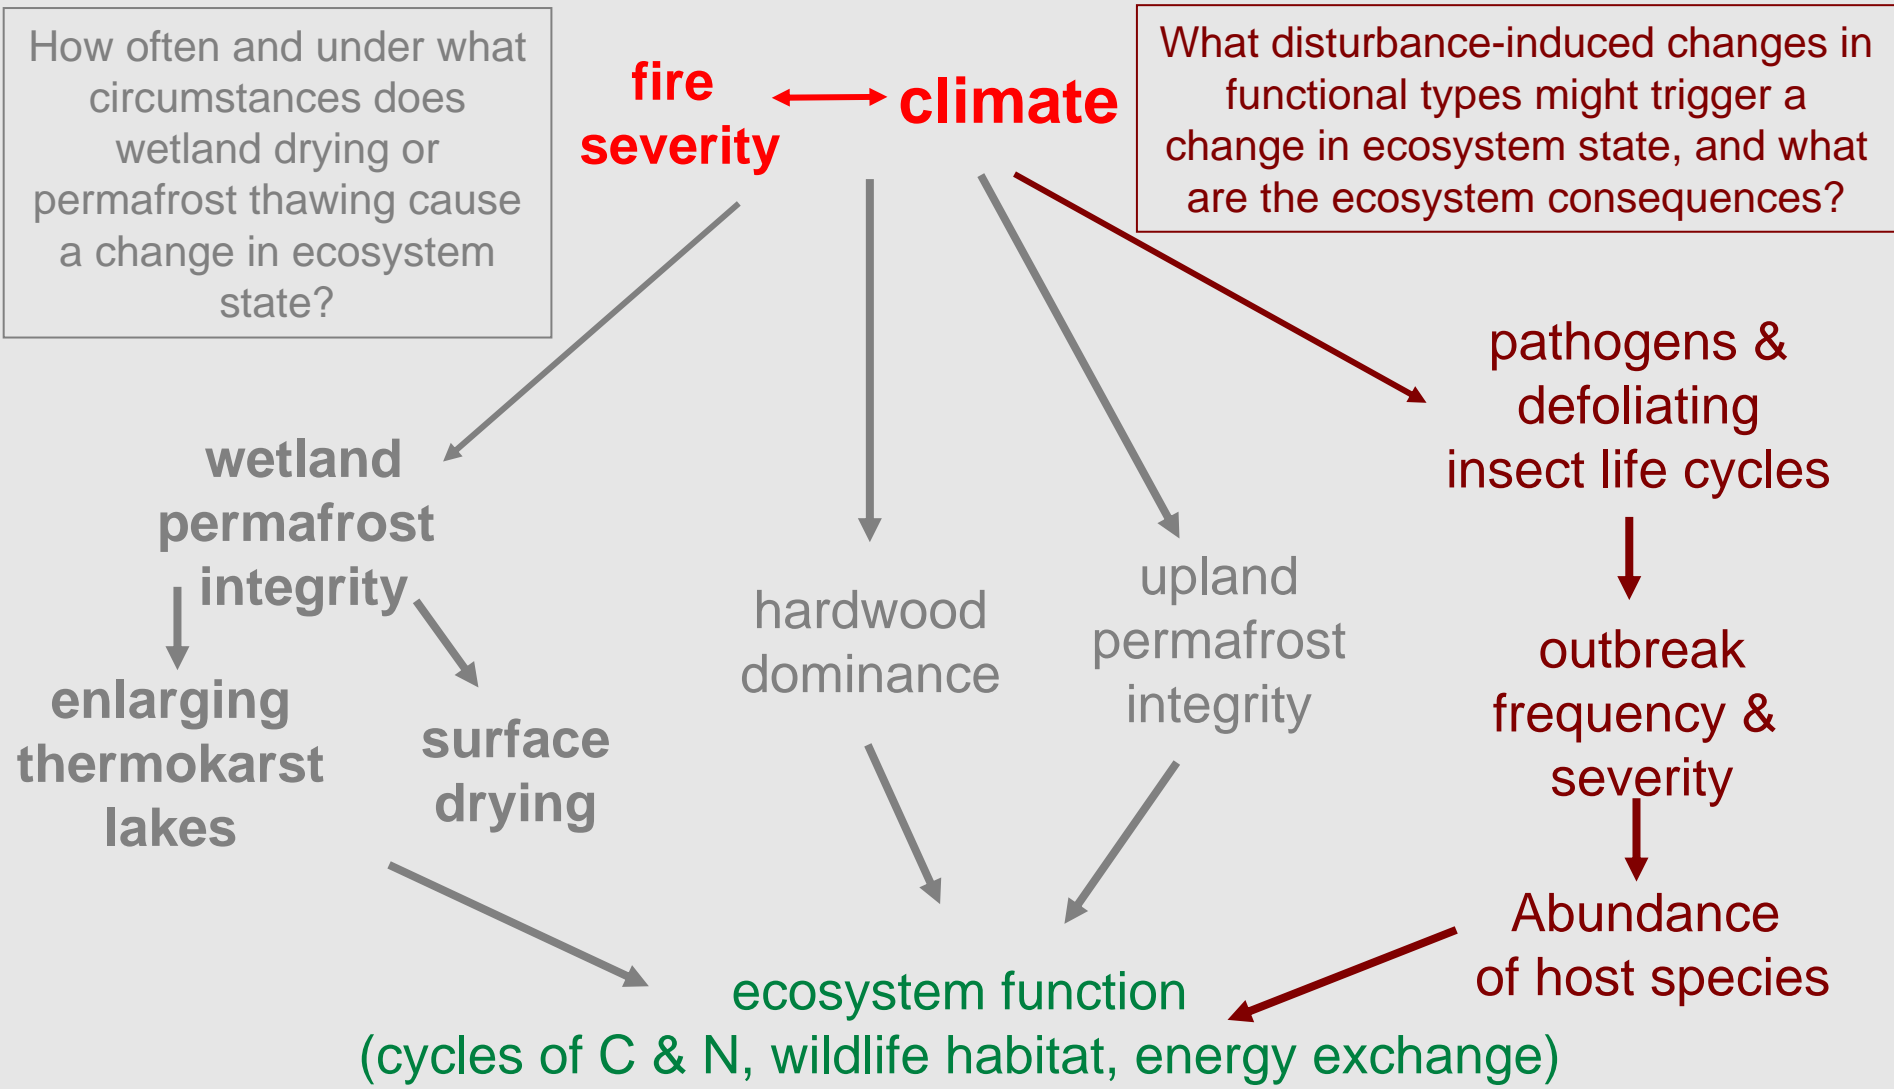 How often and under what
circumstances does
wetland drying or
permafrost thawing cause
a change in ecosystem
state?
fire
severity
climate
What disturbance-induced changes in
functional types might trigger a
change in ecosystem state, and what
are the ecosystem consequences?
wetland
permafrost
integrity
enlarging
thermokarst
lakes
surface
drying
hardwood
dominance
upland
permafrost
integrity
pathogens &
defoliating
insect life cycles
outbreak
frequency &
severity
Abundance
of host species
ecosystem function
(cycles of C & N, wildlife habitat, energy exchange)